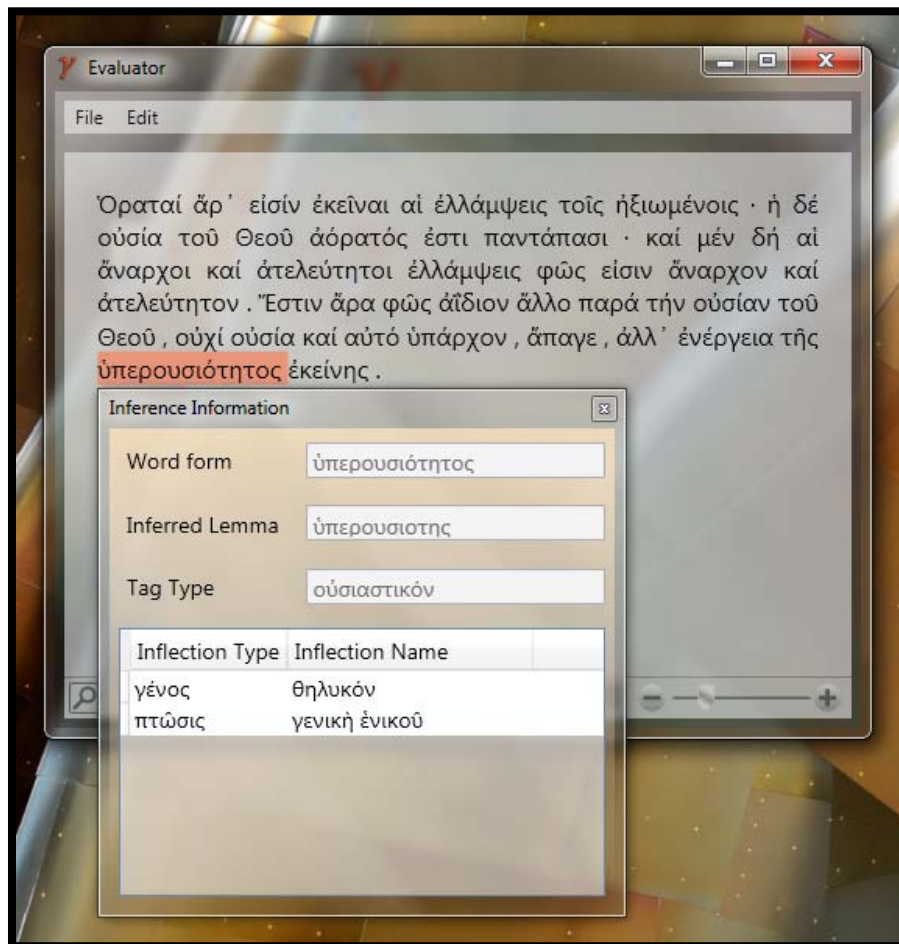 γ Evaluator
File Edit
Ὁραταί ἄρ᾽ εἰσίν ἐκεῖναι αἱ ἐλλάμψεις τοῖς ἠξιωμένοις · ἡ δέ
οὐσία τοῦ Θεοῦ ἀόρατός ἐστι παντάπασι · καί μέν δή αἱ
ἄναρχοι καί ἀτελεύτητοι ἐλλάμψεις φῶς εἰσιν ἄναρχον καί
ἀτελεύτητον . Ἔστιν ἄρα φῶς ἀΐδιον ἄλλο παρά τήν οὐσίαν τοῦ
Θεοῦ , οὐχί οὐσία καί αὐτό ὑπάρχον , ἄπαγε , ἀλλ᾽ ἐνέργεια τῆς
ὑπερουσιότητος ἐκείνης .
Inference Information
Word form ὑπερουσιότητος
Inferred Lemma ὑπερουσιοτης
Tag Type οὐσιαστικόν
Inflection Type Inflection Name
γένος θηλυκόν
πτῶσις γενικὴ ἑνικοῦ